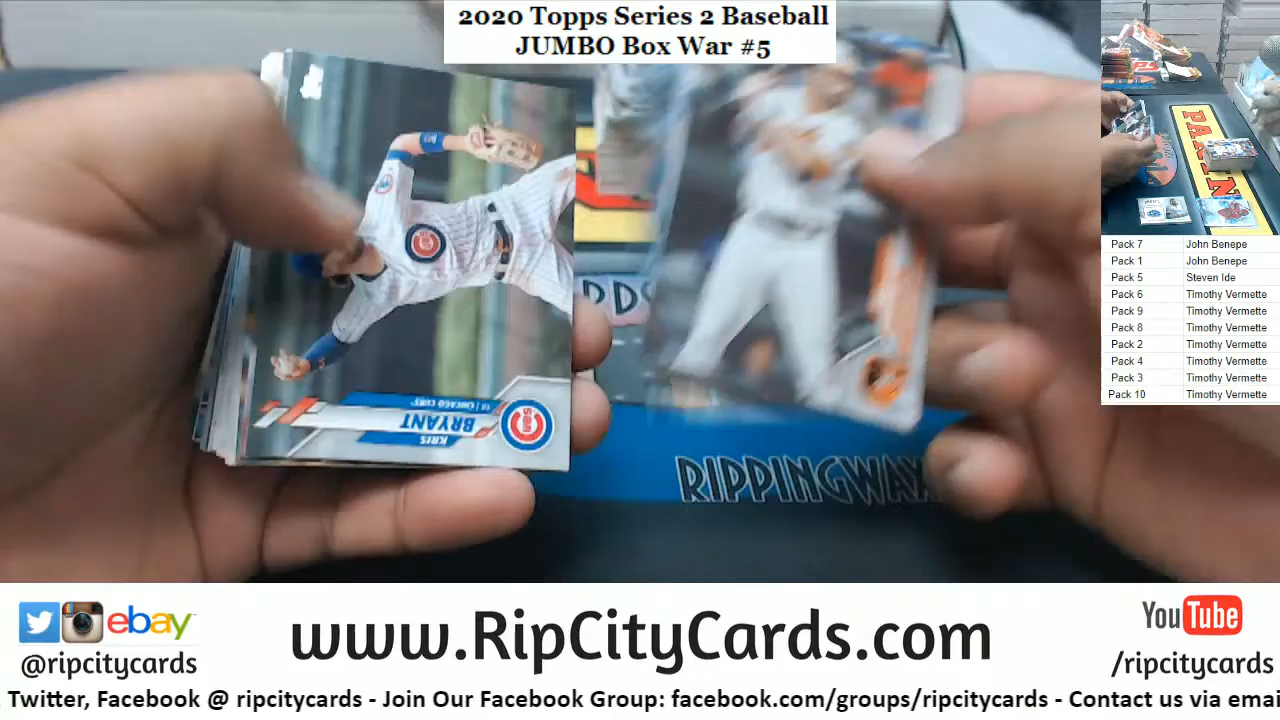 2020 Topps Series 2 Baseball
JUMBO Box War #5
KRIS
BRYANT
CHICAGO CUBS
CUBS
RIPPINGWAX
PANINI
Pack 7 John Benepe
Pack 1 John Benepe
Pack 5 Steven Ide
Pack 6 Timothy Vermette
Pack 9 Timothy Vermette
Pack 8 Timothy Vermette
Pack 2 Timothy Vermette
Pack 4 Timothy Vermette
Pack 3 Timothy Vermette
Pack 10 Timothy Vermette
ebay
@ripcitycards
www.RipCityCards.com
YouTube
/ripcitycards
Twitter, Facebook @ ripcitycards - Join Our Facebook Group: facebook.com/groups/ripcitycards - Contact us via emai